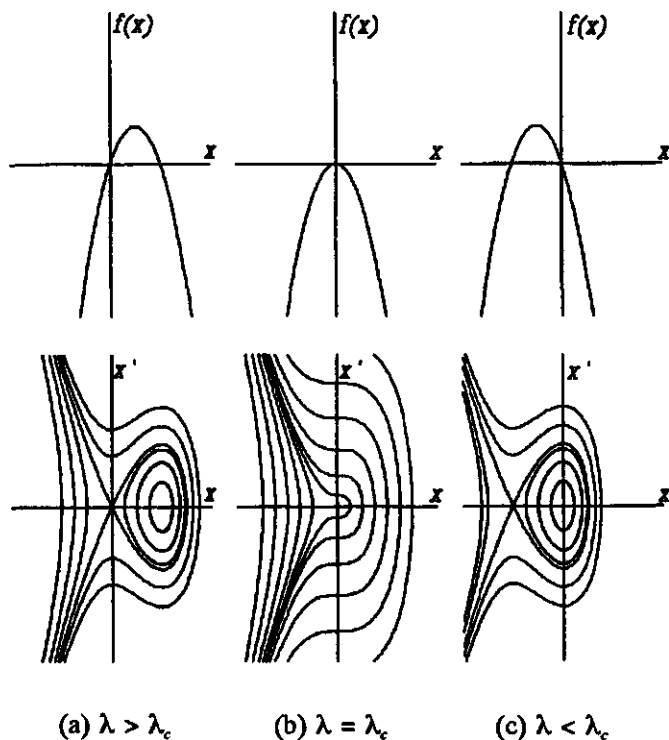 f(x) f(x) f(x)
x x x
x' x' x'
x x x
(a) λ > λc (b) λ = λc (c) λ < λc